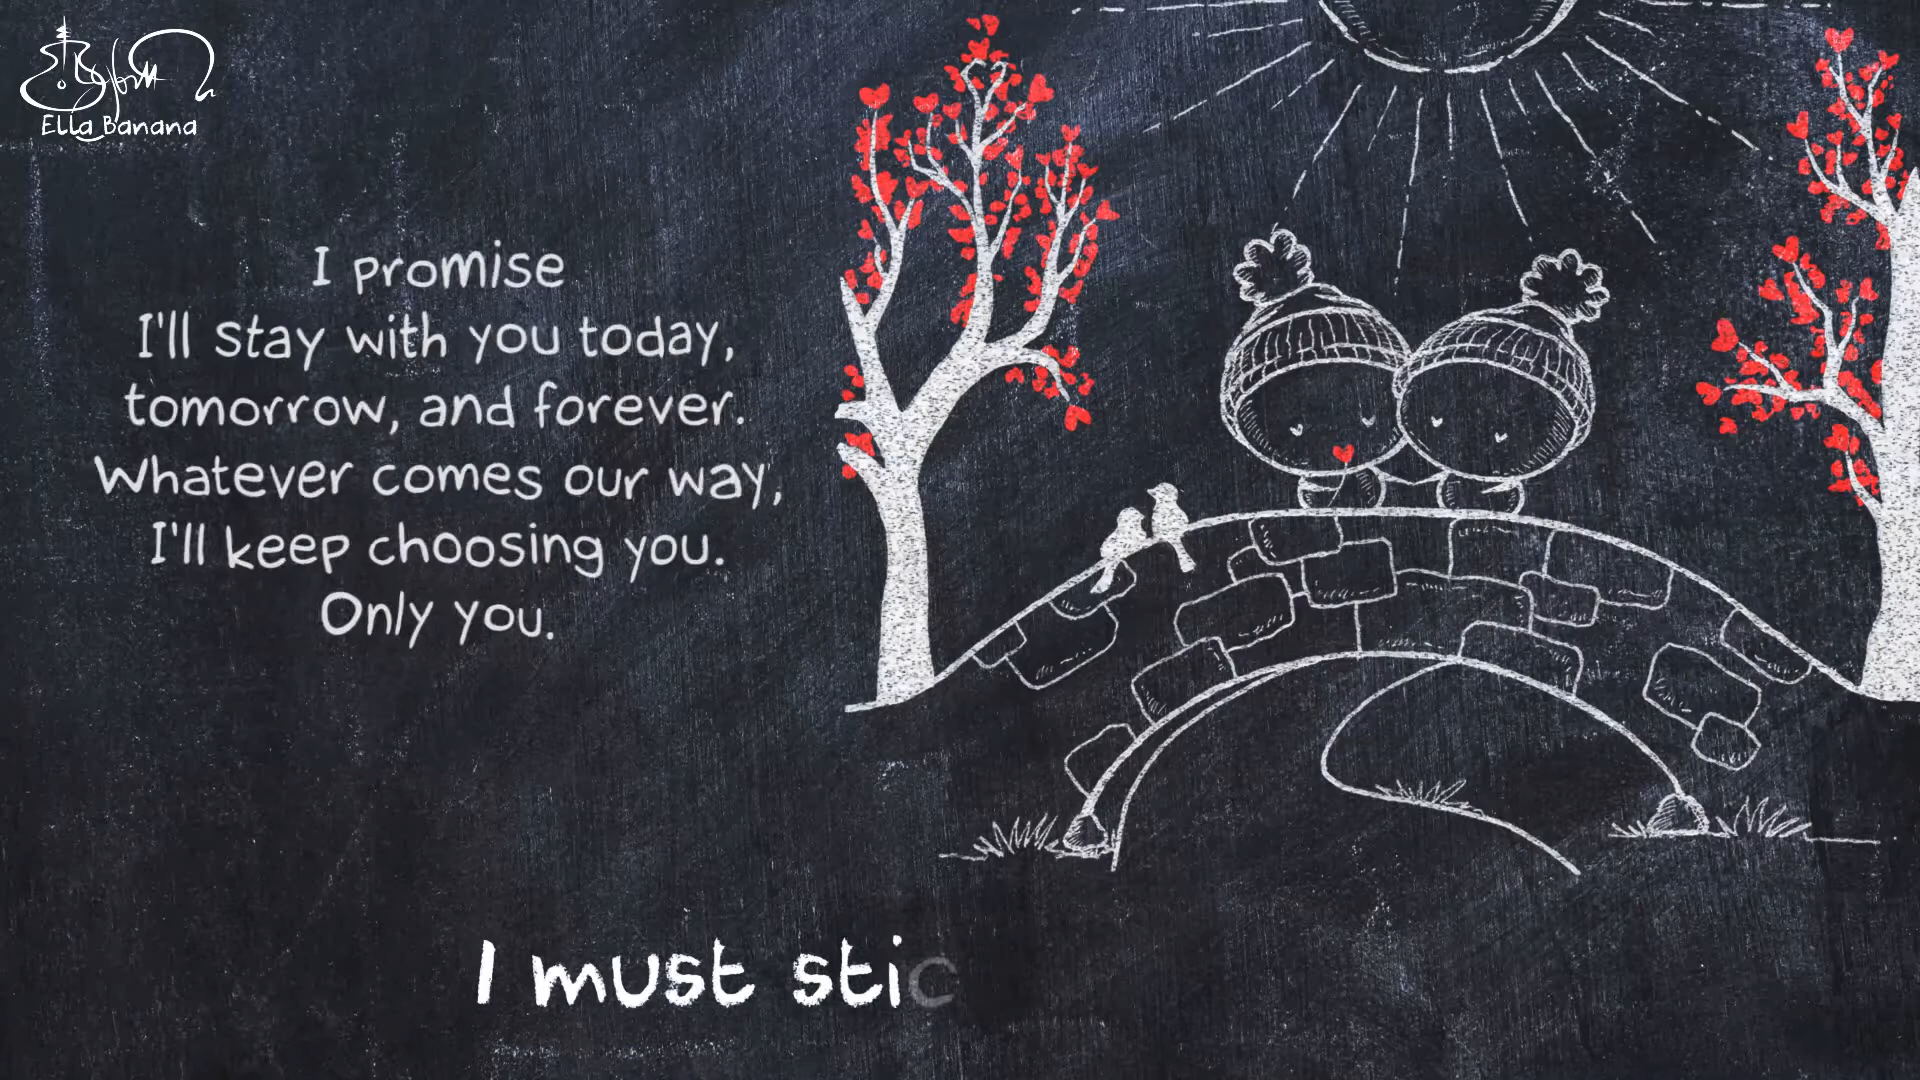 Ella Banana
I promise
I'll stay with you today,
tomorrow, and forever.
Whatever comes our way,
I'll keep choosing you.
Only you.
I must stic